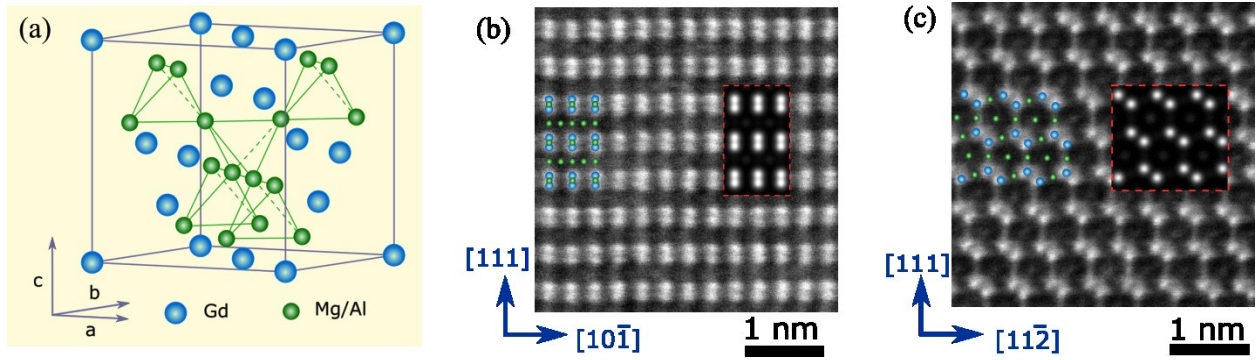 (a)
c
b
a
Gd
Mg/Al
(b)
[111]
[101̄]
1 nm
(c)
[111]
[112̄]
1 nm